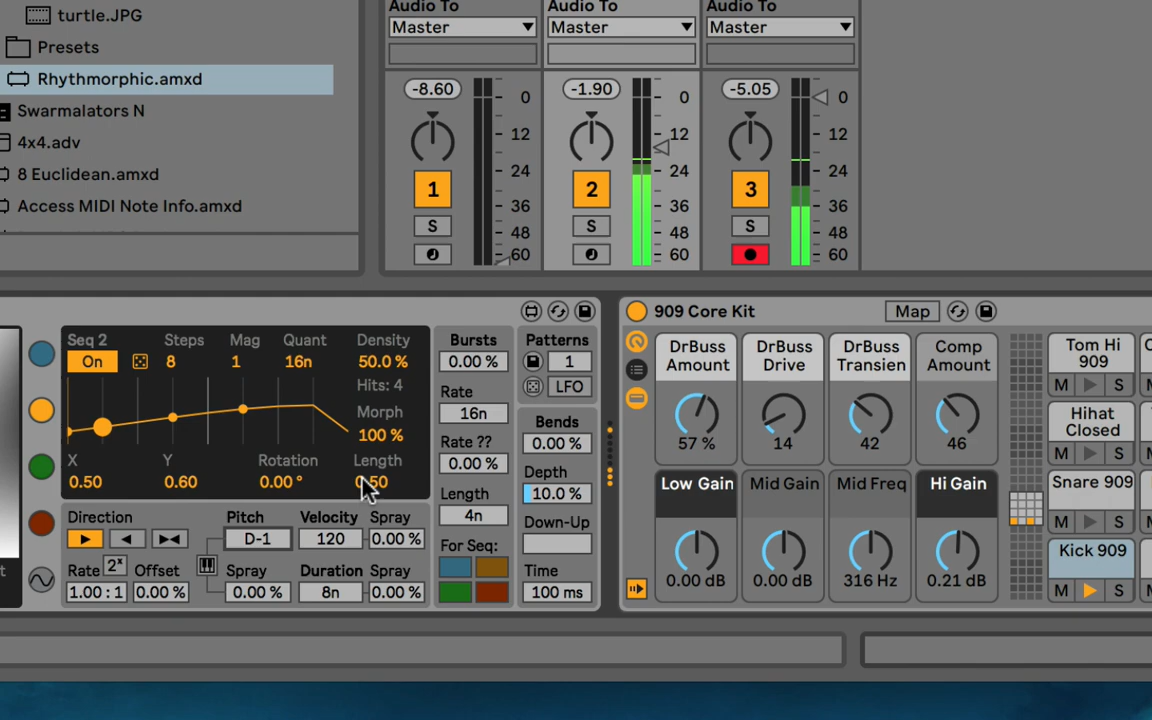 turtle.JPG
Presets
Rhythmorphic.amxd
Swarmalators N
4x4.adv
8 Euclidean.amxd
Access MIDI Note Info.amxd
Audio To
Audio To
Audio To
Master
Master
Master
-8.60
-1.90
-5.05
0
12
24
36
48
60
0
12
24
36
48
60
0
12
24
36
48
60
1
2
3
S
S
S
Seq 2
Steps
Mag
Quant
Density
On
8
1
16n
50.0 %
Hits: 4
Morph
100 %
X
Y
Rotation
Length
0.50
0.60
0.00 °
0.50
Direction
Pitch
Velocity
Spray
D-1
120
0.00 %
Rate
2x
Offset
Spray
Duration
Spray
1.00 : 1
0.00 %
0.00 %
8n
0.00 %
Bursts
0.00 %
Rate
16n
Rate ??
0.00 %
Length
4n
For Seq:
Patterns
1
LFO
Bends
0.00 %
Depth
10.0 %
Down-Up
Time
100 ms
909 Core Kit
Map
DrBuss Amount
DrBuss Drive
DrBuss Transien
Comp Amount
57 %
14
42
46
Low Gain
Mid Gain
Mid Freq
Hi Gain
0.00 dB
0.00 dB
316 Hz
0.21 dB
Tom Hi
909
M
S
Hihat
Closed
M
S
Snare 909
M
S
Kick 909
M
S